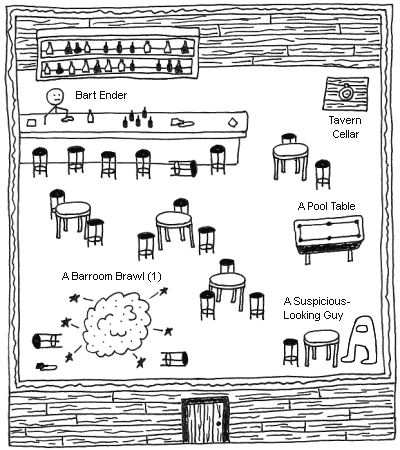 Bart Ender
Tavern
Cellar
A Pool Table
A Barroom Brawl (1)
A Suspicious-
Looking Guy